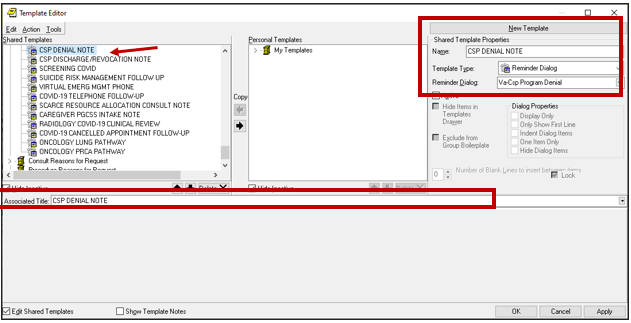 Template Editor
Edit Action Tools
New Template
Shared Templates
CSP DENIAL NOTE
CSP DISCHARGE/REVOCATION NOTE
SCREENING COVID
SUICIDE RISK MANAGEMENT FOLLOW UP
VIRTUAL EMERG MGMT PHONE
COVID-19 TELEPHONE FOLLOW-UP
SCARCE RESOURCE ALLOCATION CONSULT NOTE
CAREGIVER PGCSS INTAKE NOTE
RADIOLOGY COVID-19 CLINICAL REVIEW
COVID-19 CANCELLED APPOINTMENT FOLLOW-UP
ONCOLOGY LUNG PATHWAY
ONCOLOGY PRCA PATHWAY
Consult Reasons for Request
Procedure Reasons for Request
Hide Inactive
Delete
Copy
Personal Templates
My Templates
Hide Inactive
Delete
Shared Template Properties
Name: CSP DENIAL NOTE
Template Type: Reminder Dialog
Reminder Dialog: Va-Csp Program Denial
Hide Items in Templates Drawer
Exclude from Group Boilerplate
Dialog Properties
Display Only
Only Show First Line
Indent Dialog Items
One Item Only
Hide Dialog Items
0 Number of Blank Lines to insert between items
Lock
Associated Title: CSP DENIAL NOTE
Edit Shared Templates
Show Template Notes
OK
Cancel
Apply